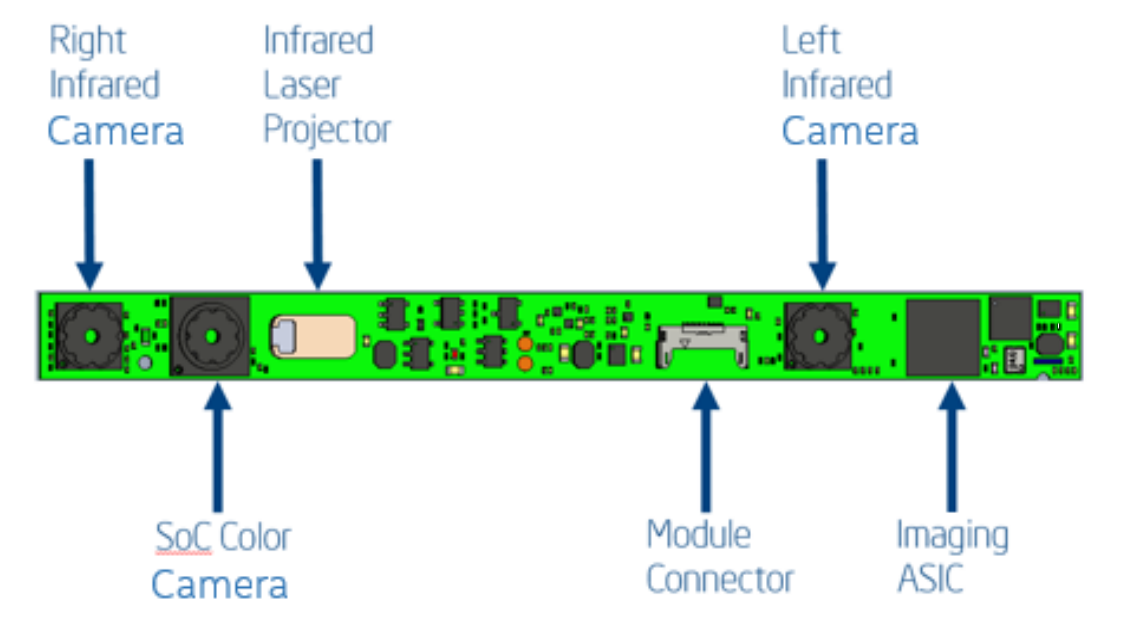 Right
Infrared
Camera
Infrared
Laser
Projector
Left
Infrared
Camera
SoC Color
Camera
Module
Connector
Imaging
ASIC